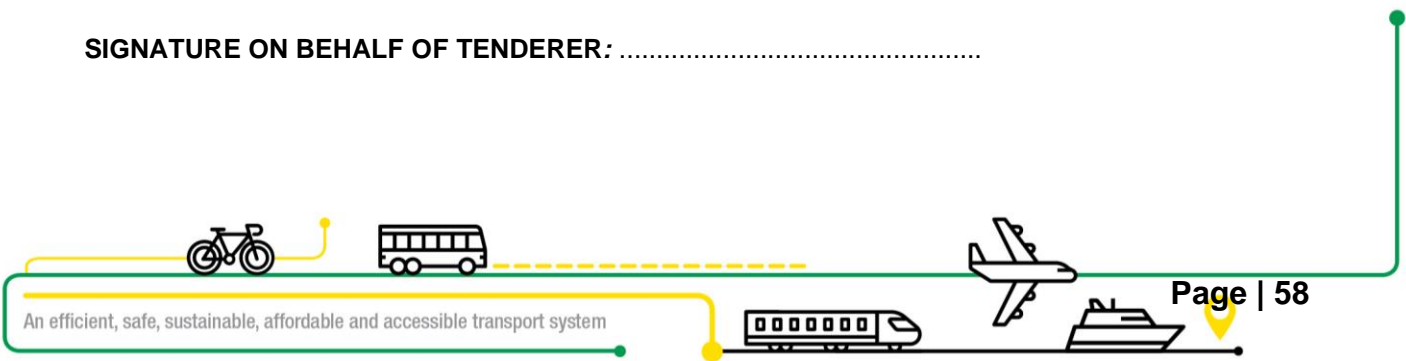 SIGNATURE ON BEHALF OF TENDERER: .................................................
Page | 58
An efficient, safe, sustainable, affordable and accessible transport system